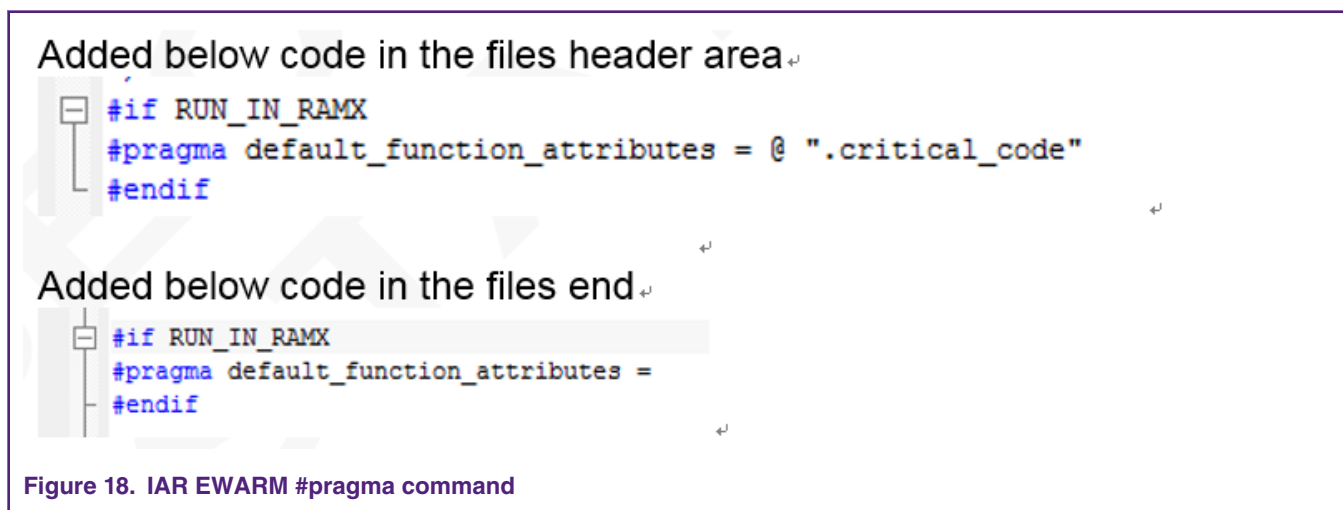 Added below code in the files header area
#if RUN_IN_RAMX
#pragma default_function_attributes = @ ".critical_code"
#endif
Added below code in the files end
#if RUN_IN_RAMX
#pragma default_function_attributes =
#endif
Figure 18. IAR EWARM #pragma command